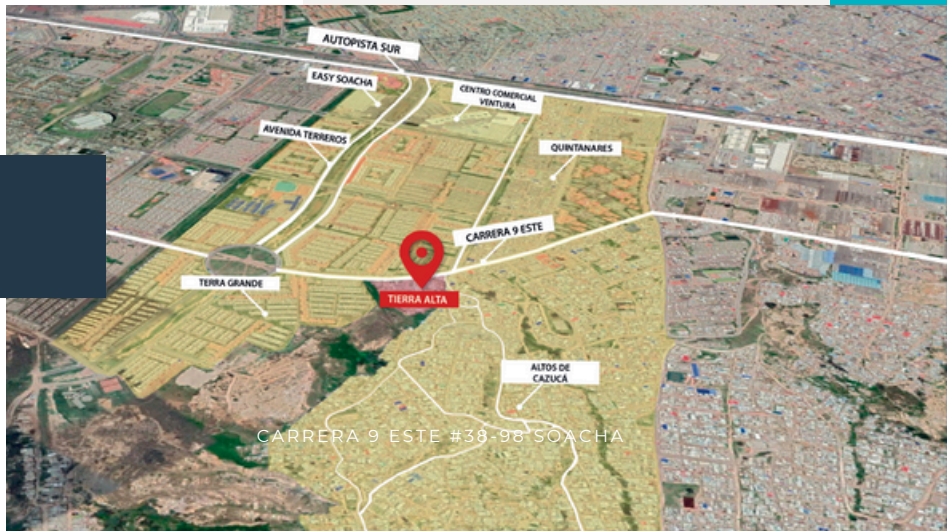 AUTOPISTA SUR
EASY SOACHA
CENTRO COMERCIAL
VENTURA
AVENIDA TERREROS
QUINTANARES
CARRERA 9 ESTE
TERRA GRANDE
TIERRA ALTA
ALTOS DE
CAZUCÁ
CARRERA 9 ESTE #38-98 SOACHA